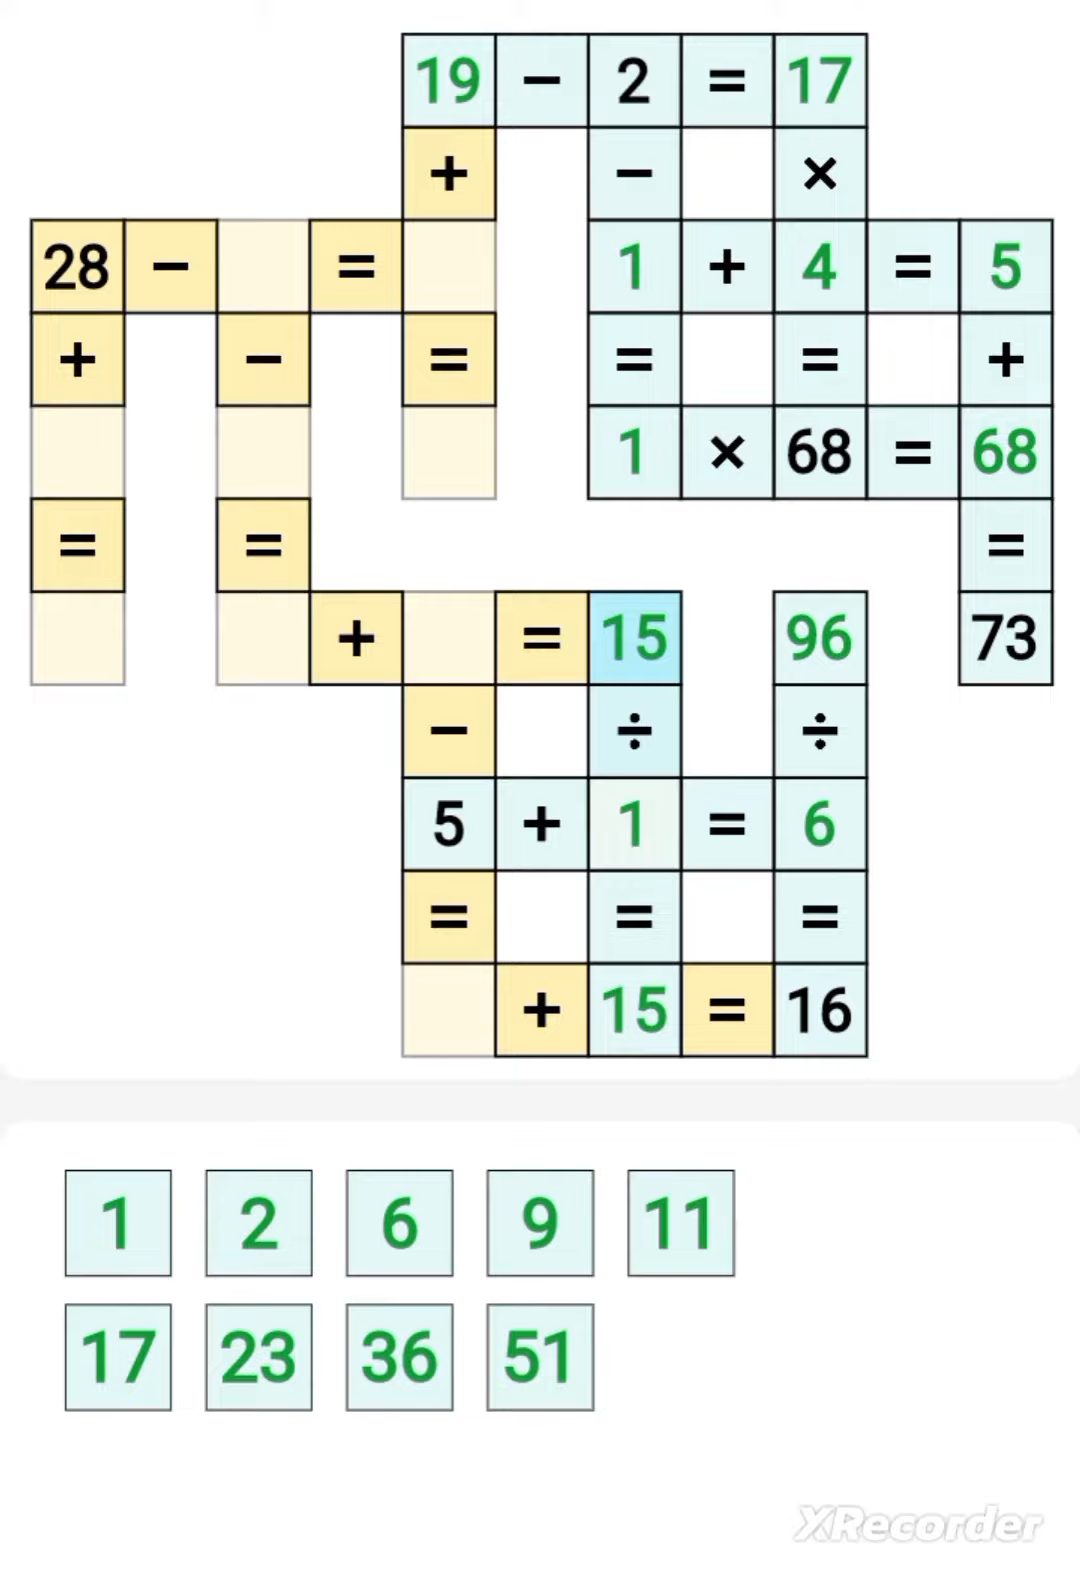 19 − 2 = 17
+ − ×
28 − = 1 + 4 = 5
+ − = = = +
1 × 68 = 68
= = =
+ = 15 96 73
− ÷ ÷
5 + 1 = 6
= = =
+ 15 = 16
1 2 6 9 11
17 23 36 51
XRecorder